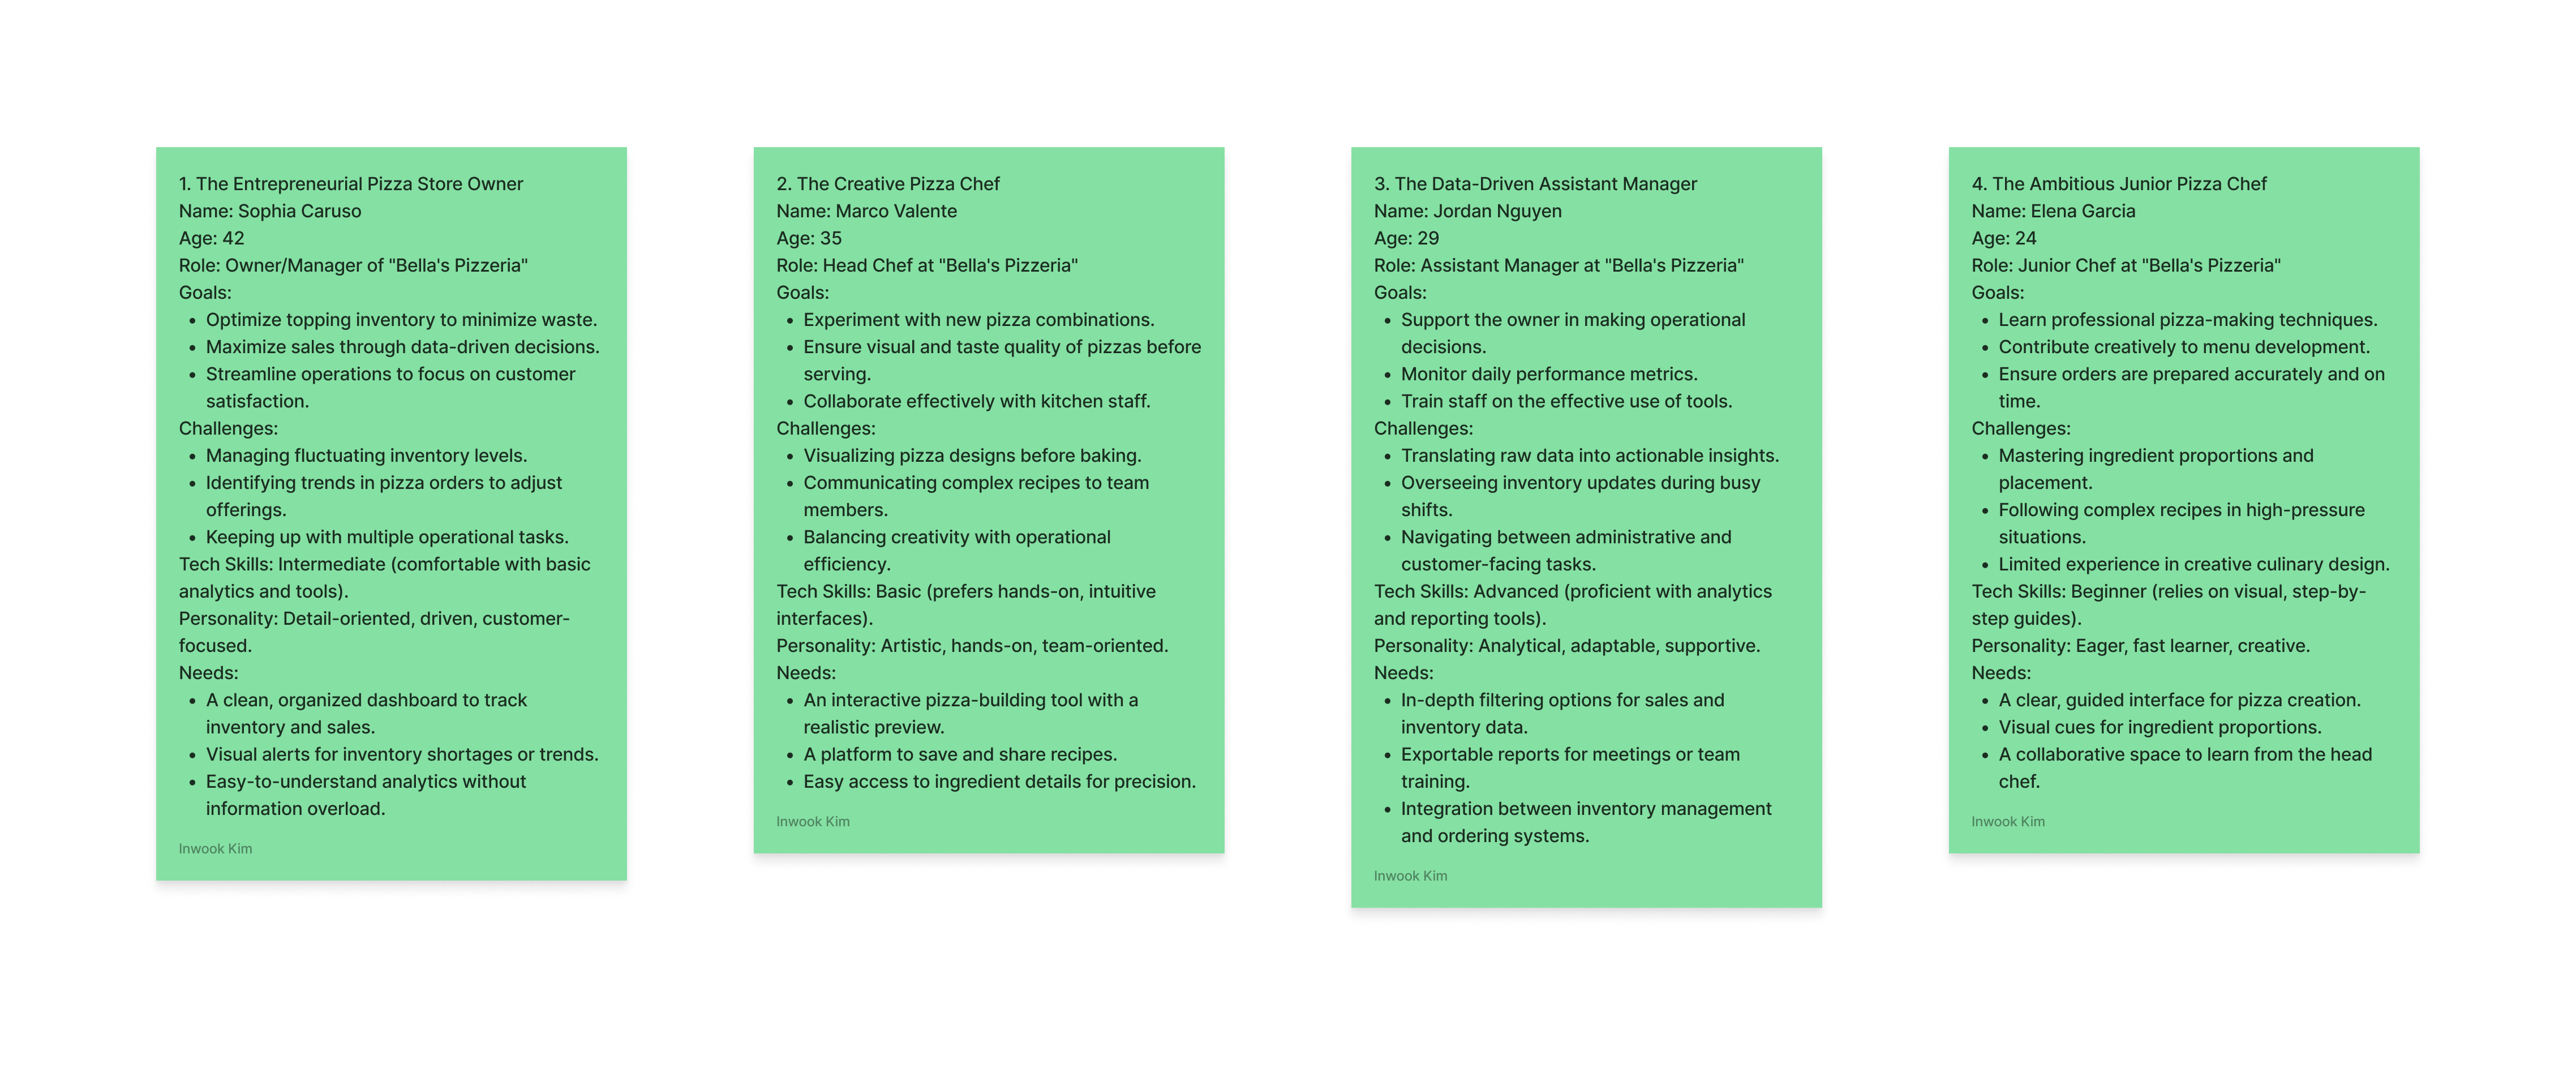 1. The Entrepreneurial Pizza Store Owner
Name: Sophia Caruso
Age: 42
Role: Owner/Manager of "Bella's Pizzeria"
Goals:
• Optimize topping inventory to minimize waste.
• Maximize sales through data-driven decisions.
• Streamline operations to focus on customer
satisfaction.
Challenges:
• Managing fluctuating inventory levels.
• Identifying trends in pizza orders to adjust
offerings.
• Keeping up with multiple operational tasks.
Tech Skills: Intermediate (comfortable with basic
analytics and tools).
Personality: Detail-oriented, driven, customer-
focused.
Needs:
• A clean, organized dashboard to track
inventory and sales.
• Visual alerts for inventory shortages or trends.
• Easy-to-understand analytics without
information overload.
Inwook Kim
2. The Creative Pizza Chef
Name: Marco Valente
Age: 35
Role: Head Chef at "Bella's Pizzeria"
Goals:
• Experiment with new pizza combinations.
• Ensure visual and taste quality of pizzas before
serving.
• Collaborate effectively with kitchen staff.
Challenges:
• Visualizing pizza designs before baking.
• Communicating complex recipes to team
members.
• Balancing creativity with operational
efficiency.
Tech Skills: Basic (prefers hands-on, intuitive
interfaces).
Personality: Artistic, hands-on, team-oriented.
Needs:
• An interactive pizza-building tool with a
realistic preview.
• A platform to save and share recipes.
• Easy access to ingredient details for precision.
Inwook Kim
3. The Data-Driven Assistant Manager
Name: Jordan Nguyen
Age: 29
Role: Assistant Manager at "Bella's Pizzeria"
Goals:
• Support the owner in making operational
decisions.
• Monitor daily performance metrics.
• Train staff on the effective use of tools.
Challenges:
• Translating raw data into actionable insights.
• Overseeing inventory updates during busy
shifts.
• Navigating between administrative and
customer-facing tasks.
Tech Skills: Advanced (proficient with analytics
and reporting tools).
Personality: Analytical, adaptable, supportive.
Needs:
• In-depth filtering options for sales and
inventory data.
• Exportable reports for meetings or team
training.
• Integration between inventory management
and ordering systems.
Inwook Kim
4. The Ambitious Junior Pizza Chef
Name: Elena Garcia
Age: 24
Role: Junior Chef at "Bella's Pizzeria"
Goals:
• Learn professional pizza-making techniques.
• Contribute creatively to menu development.
• Ensure orders are prepared accurately and on
time.
Challenges:
• Mastering ingredient proportions and
placement.
• Following complex recipes in high-pressure
situations.
• Limited experience in creative culinary design.
Tech Skills: Beginner (relies on visual, step-by-
step guides).
Personality: Eager, fast learner, creative.
Needs:
• A clear, guided interface for pizza creation.
• Visual cues for ingredient proportions.
• A collaborative space to learn from the head
chef.
Inwook Kim